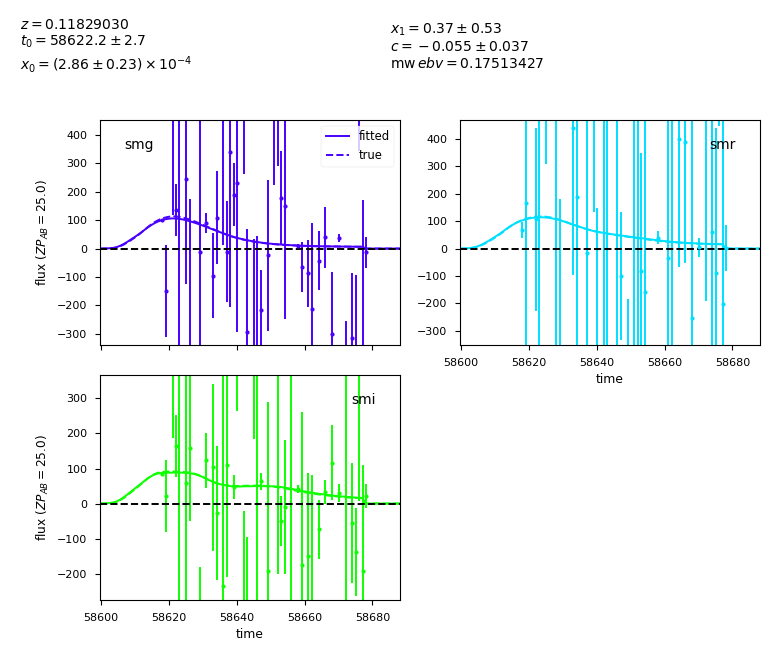 z = 0.11829030
t₀ = 58622.2 ± 2.7
x₀ = (2.86 ± 0.23) × 10⁻⁴
x₁ = 0.37 ± 0.53
c = −0.055 ± 0.037
mw ebv = 0.17513427
smg
fitted
true
400
300
200
100
0
−100
−200
−300
flux (ZP_AB = 25.0)
smr
400
300
200
100
0
−100
−200
−300
58600
58620
58640
58660
58680
time
smi
300
200
100
0
−100
−200
flux (ZP_AB = 25.0)
58600
58620
58640
58660
58680
time